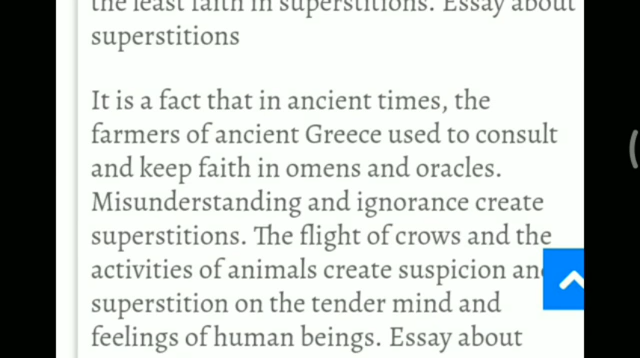 the least faith in superstitions. Essay about
superstitions
It is a fact that in ancient times, the
farmers of ancient Greece used to consult
and keep faith in omens and oracles.
Misunderstanding and ignorance create
superstitions. The flight of crows and the
activities of animals create suspicion and
superstition on the tender mind and
feelings of human beings. Essay about